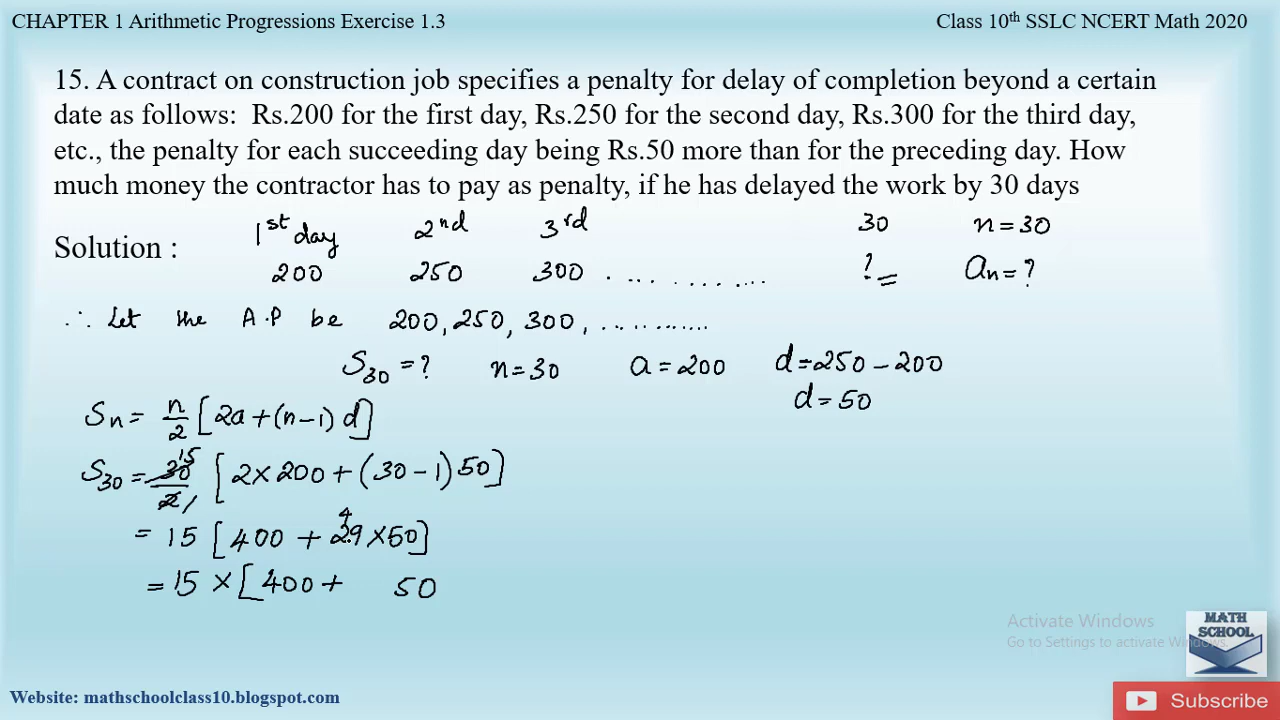 CHAPTER 1 Arithmetic Progressions Exercise 1.3
Class 10th SSLC NCERT Math 2020
15. A contract on construction job specifies a penalty for delay of completion beyond a certain
date as follows: Rs.200 for the first day, Rs.250 for the second day, Rs.300 for the third day,
etc., the penalty for each succeeding day being Rs.50 more than for the preceding day. How
much money the contractor has to pay as penalty, if he has delayed the work by 30 days
Solution :
1st day 2nd 3rd 30 n = 30
200 250 300 . ... ...... ? an = ?
∴ Let the A.P be 200, 250, 300, ............
S30 = ? n = 30 a = 200 d = 250 - 200
d = 50
Sn = n/2 [2a + (n-1) d]
S30 = 30/2 15 [2 × 200 + (30 - 1) 50]
= 15 [400 + 29 × 50]
4
= 15 × [400 + 50
Activate Windows
Go to Settings to activate Windows.
MATH
SCHOOL
Website: mathschoolclass10.blogspot.com
Subscribe